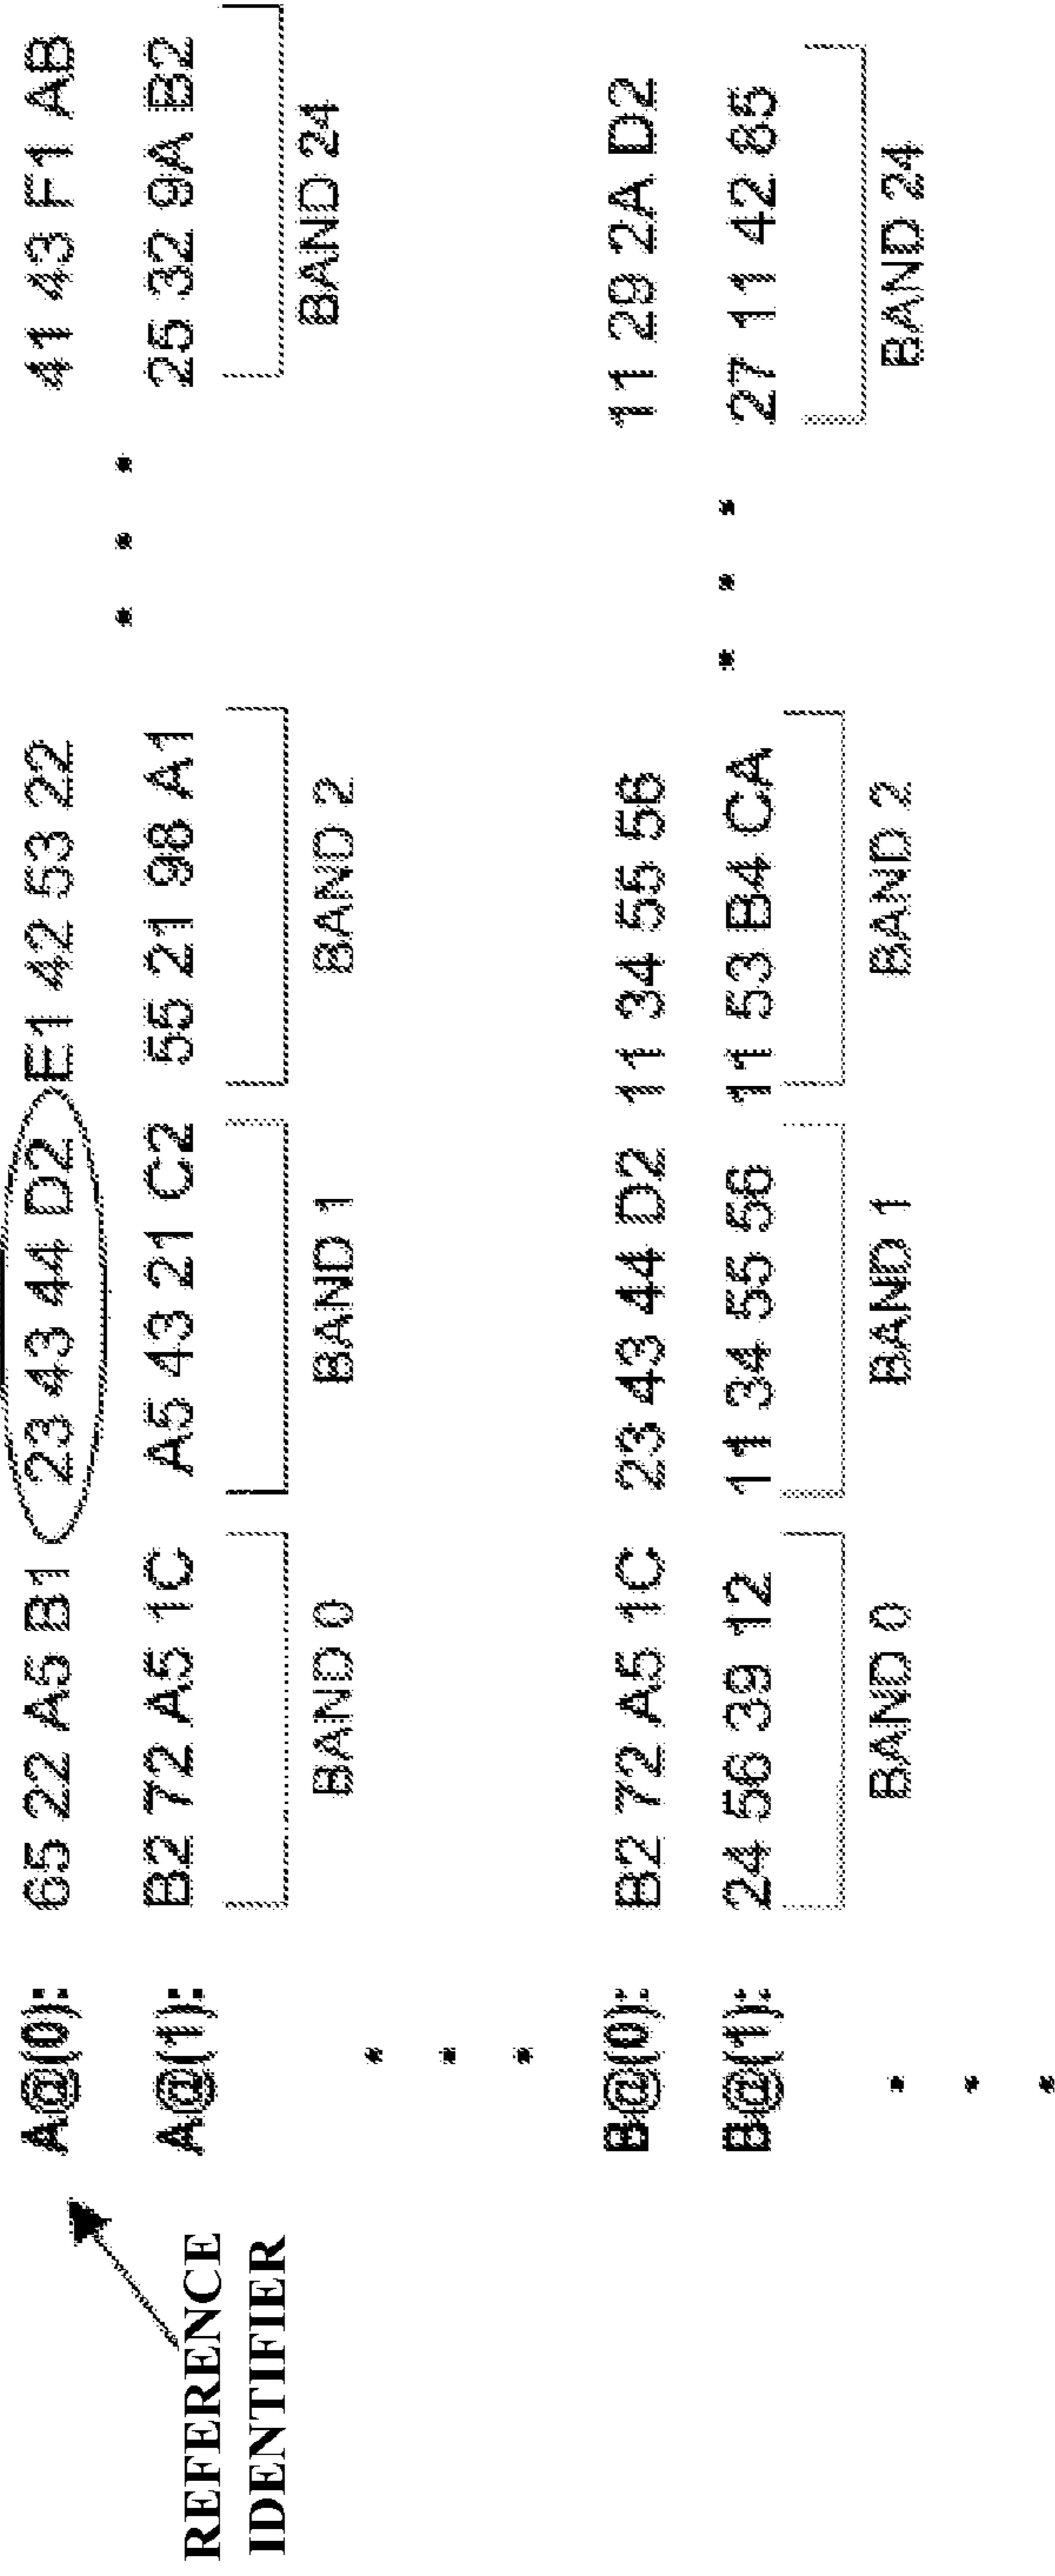 A@(0): 65 22 A5 B1 23 43 44 D2 E1 42 53 22 41 43 F1 AB
A@(1): B2 72 A5 1C A5 43 21 C2 55 21 98 A1 25 32 9A B2
REFERENCE
IDENTIFIER
BAND 0 BAND 1 BAND 2 BAND 24
B@(0): B2 72 A5 1C 23 43 44 D2 11 34 55 56 11 29 2A D2
B@(1): 24 56 39 12 11 34 55 56 11 53 B4 CA 27 11 42 85
BAND 0 BAND 1 BAND 2 BAND 24